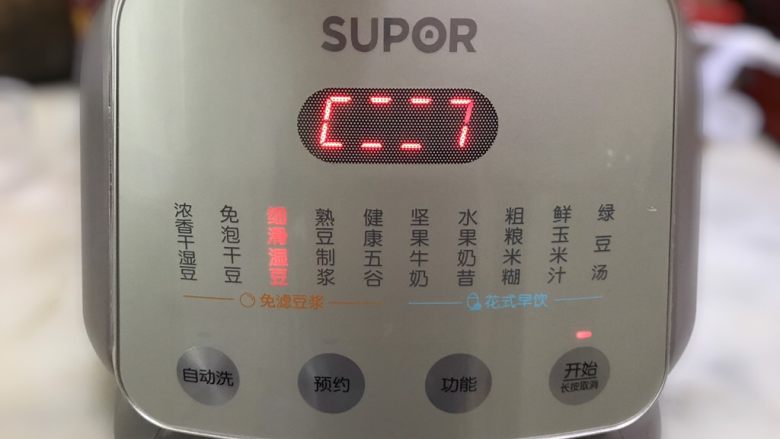 SUPOR
浓香干湿豆
免泡干豆
细滑湿豆
熟豆制浆
健康五谷
坚果牛奶
水果奶昔
粗粮米糊
鲜玉米汁
绿豆汤
免滤豆浆
花式早饮
自动洗
预约
功能
开始
长按取消